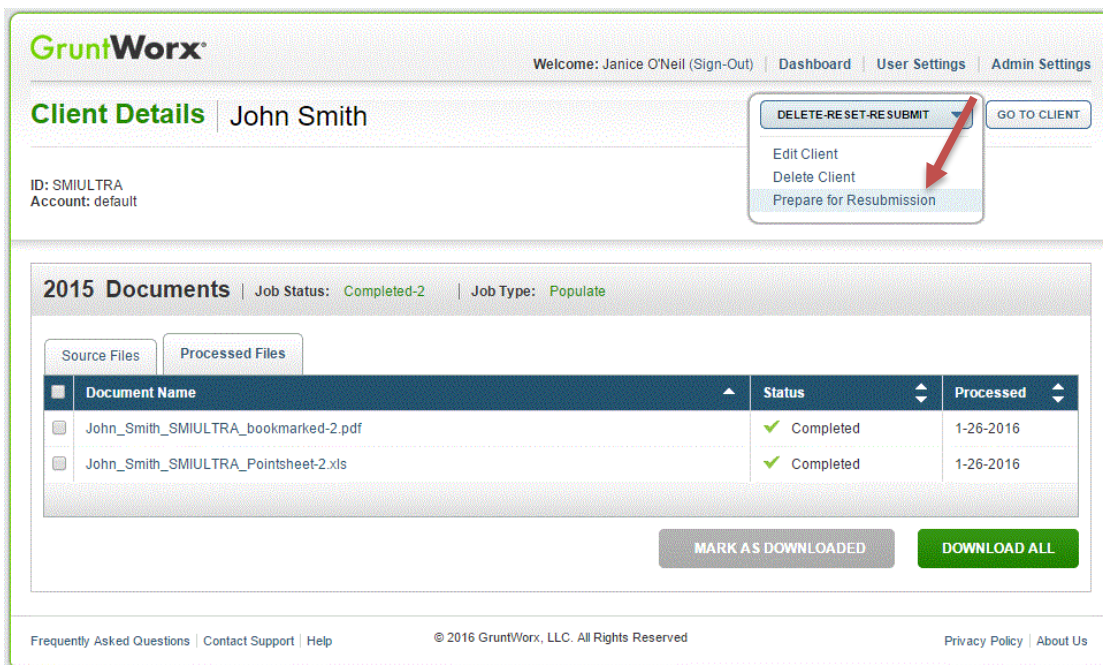 GruntWorx®
Welcome: Janice O'Neil (Sign-Out) | Dashboard | User Settings | Admin Settings
Client Details | John Smith
DELETE-RESET-RESUBMIT
GO TO CLIENT
Edit Client
Delete Client
Prepare for Resubmission
ID: SMIULTRA
Account: default
2015 Documents | Job Status: Completed-2 | Job Type: Populate
Source Files
Processed Files
Document Name Status Processed
John_Smith_SMIULTRA_bookmarked-2.pdf Completed 1-26-2016
John_Smith_SMIULTRA_Pointsheet-2.xls Completed 1-26-2016
MARK AS DOWNLOADED
DOWNLOAD ALL
Frequently Asked Questions | Contact Support | Help © 2016 GruntWorx, LLC. All Rights Reserved Privacy Policy | About Us